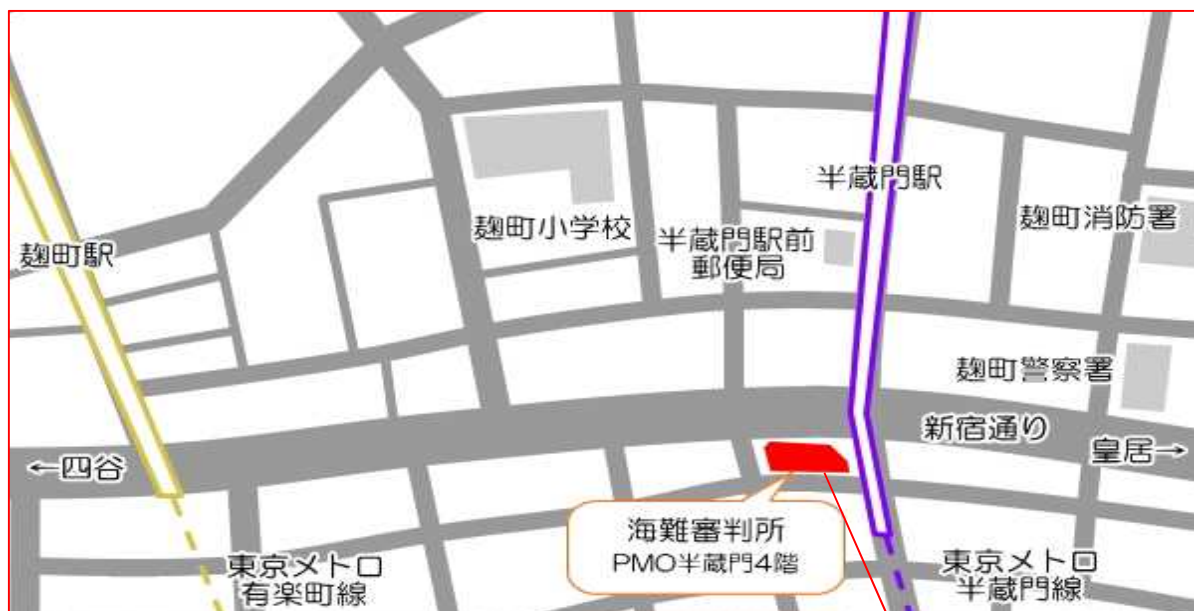 半蔵門駅
麹町消防署
麹町小学校
半蔵門駅前
郵便局
麹町駅
麹町警察署
新宿通り
皇居→
←四谷
海難審判所
PMO半蔵門4階
東京メトロ
有楽町線
東京メトロ
半蔵門線